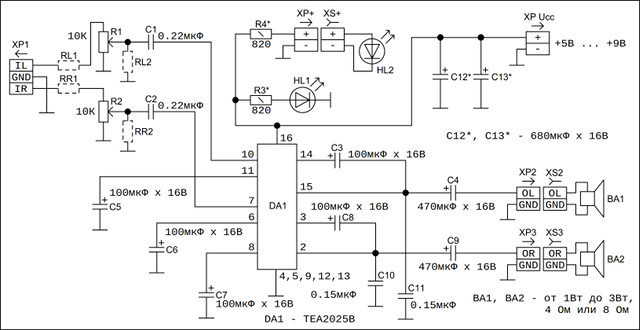 XP1
IL
GND
IR
RL1
RR1
10K
R1
RL2
C1
0.22мкФ
10K
R2
RR2
C2
0.22мкФ
R4*
820
XP+
XS+
+
-
+
-
HL2
R3*
820
HL1
XP Ucc
+
-
+5В ... +9В
C12*
C13*
C12*, C13* - 680мкФ х 16В
16
10
11
7
6
8
DA1
14
15
3
2
4,5,9,12,13
C3
100мкФ х 16В
100мкФ х 16В
C5
100мкФ х 16В
C6
C7
100мкФ х 16В
100мкФ х 16В
C8
C4
470мкФ х 16В
C9
470мкФ х 16В
C10
0.15мкФ
C11
0.15мкФ
XP2
OL
GND
XS2
OL
GND
BA1
XP3
OR
GND
XS3
OR
GND
BA2
DA1 - TEA2025B
BA1, BA2 - от 1Вт до 3Вт,
4 Ом или 8 Ом